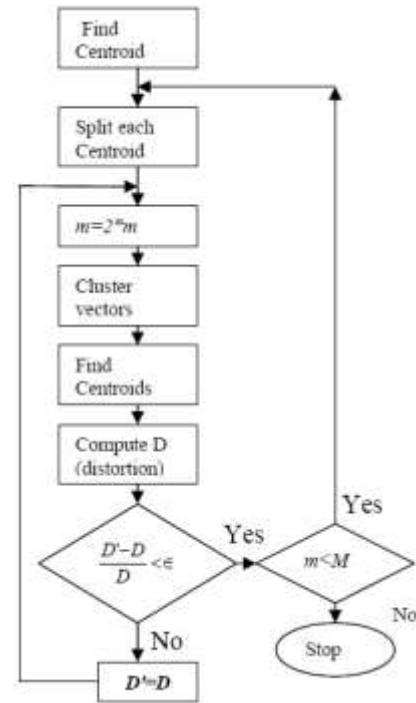 Find
Centroid
Split each
Centroid
m=2*m
Cluster
vectors
Find
Centroids
Compute D
(distortion)
D'-D
D
<∈
Yes
No
D'=D
m<M
Yes
No
Stop